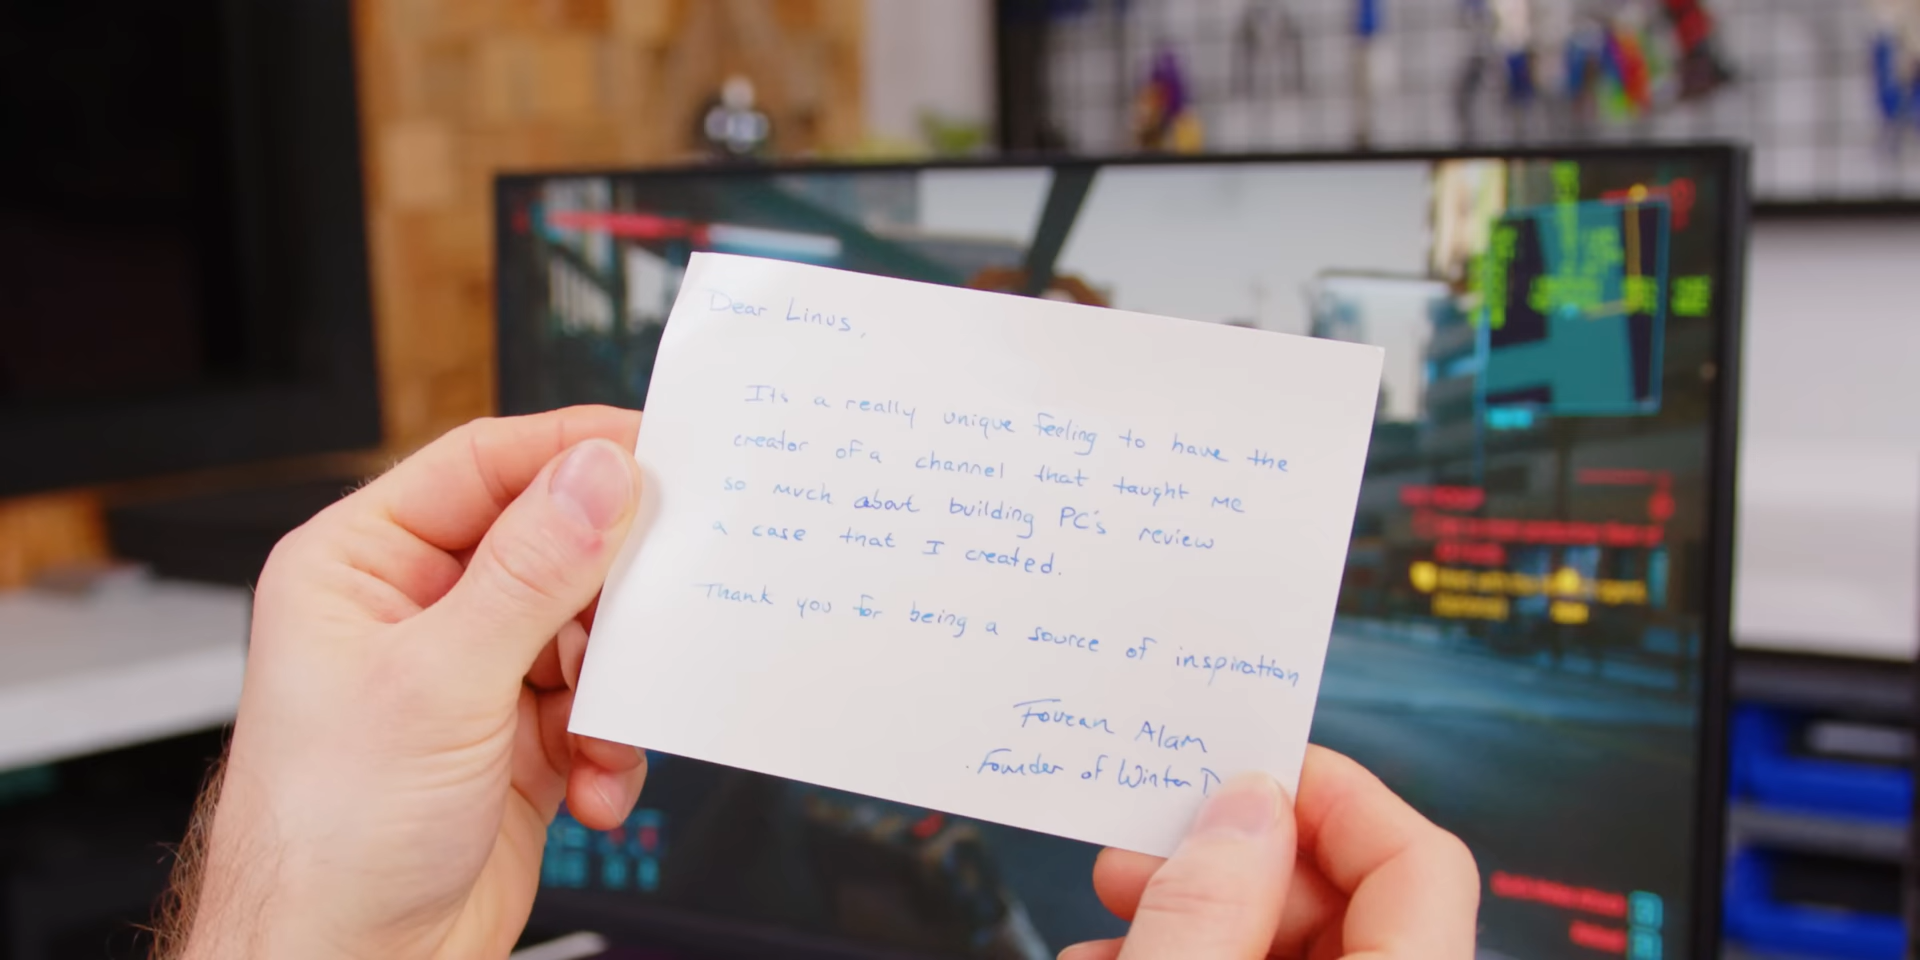 Dear Linus,
Its a really unique feeling to have the
creator of a channel that taught me
so much about building PC's review
a case that I created.
Thank you for being a source of inspiration
Alam
Founder of Winter